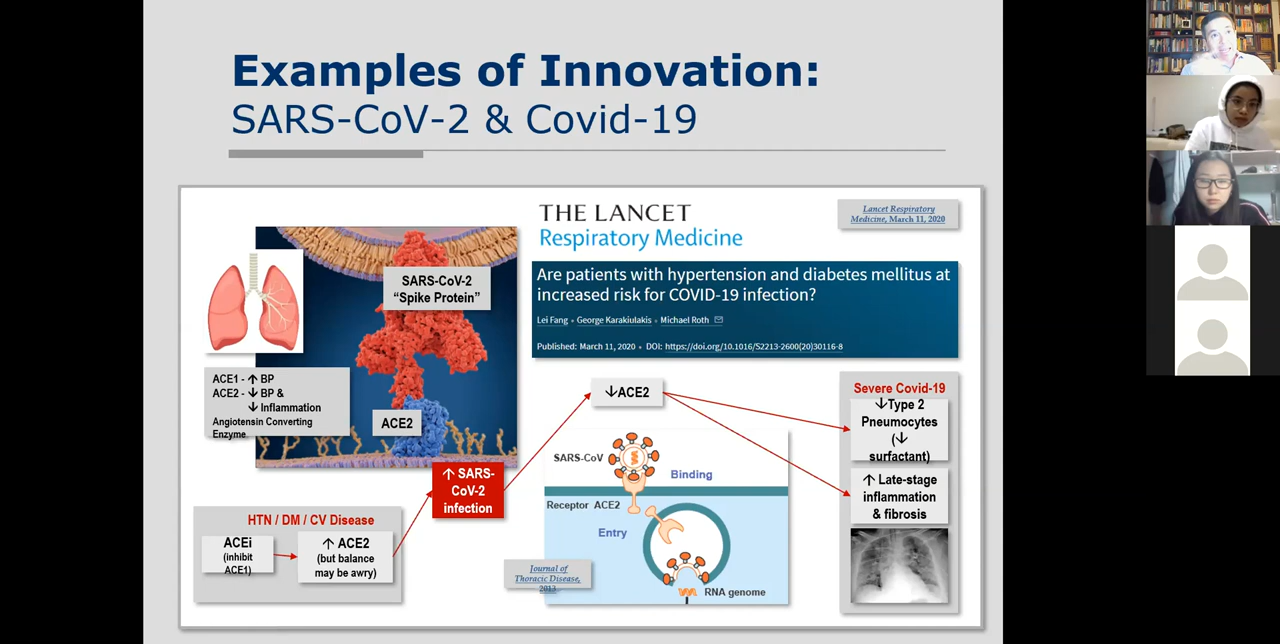 Examples of Innovation:
SARS-CoV-2 & Covid-19
THE LANCET
Respiratory Medicine
Lancet Respiratory
Medicine, March 11, 2020
Are patients with hypertension and diabetes mellitus at
increased risk for COVID-19 infection?
Lei Fang • George Karakiulakis • Michael Roth
Published: March 11, 2020 • DOI: https://doi.org/10.1016/S2213-2600(20)30116-8
SARS-CoV-2
“Spike Protein”
ACE1 - ↑ BP
ACE2 - ↓ BP &
↓ Inflammation
Angiotensin Converting
Enzyme
ACE2
↑ SARS-
CoV-2
infection
HTN / DM / CV Disease
ACEi
(inhibit
ACE1)
↑ ACE2
(but balance
may be awry)
↓ACE2
SARS-CoV
Binding
Receptor ACE2
Entry
RNA genome
Journal of
Thoracic Disease,
2013
Severe Covid-19
↓Type 2
Pneumocytes
(↓
surfactant)
↑ Late-stage
inflammation
& fibrosis